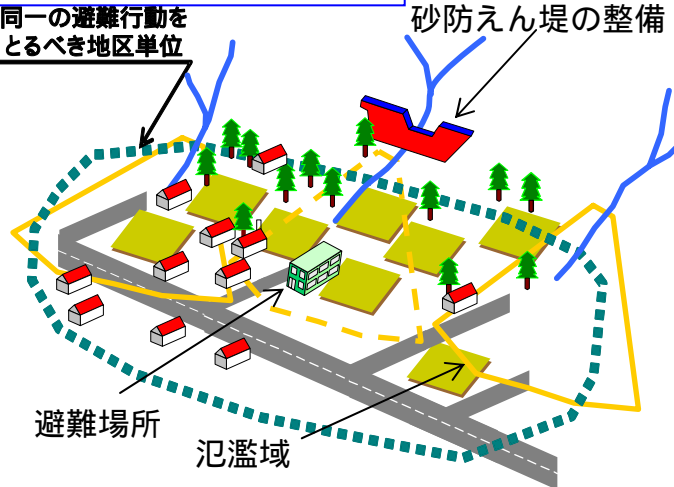 同一の避難行動を
とるべき地区単位
砂防えん堤の整備
避難場所
氾濫域